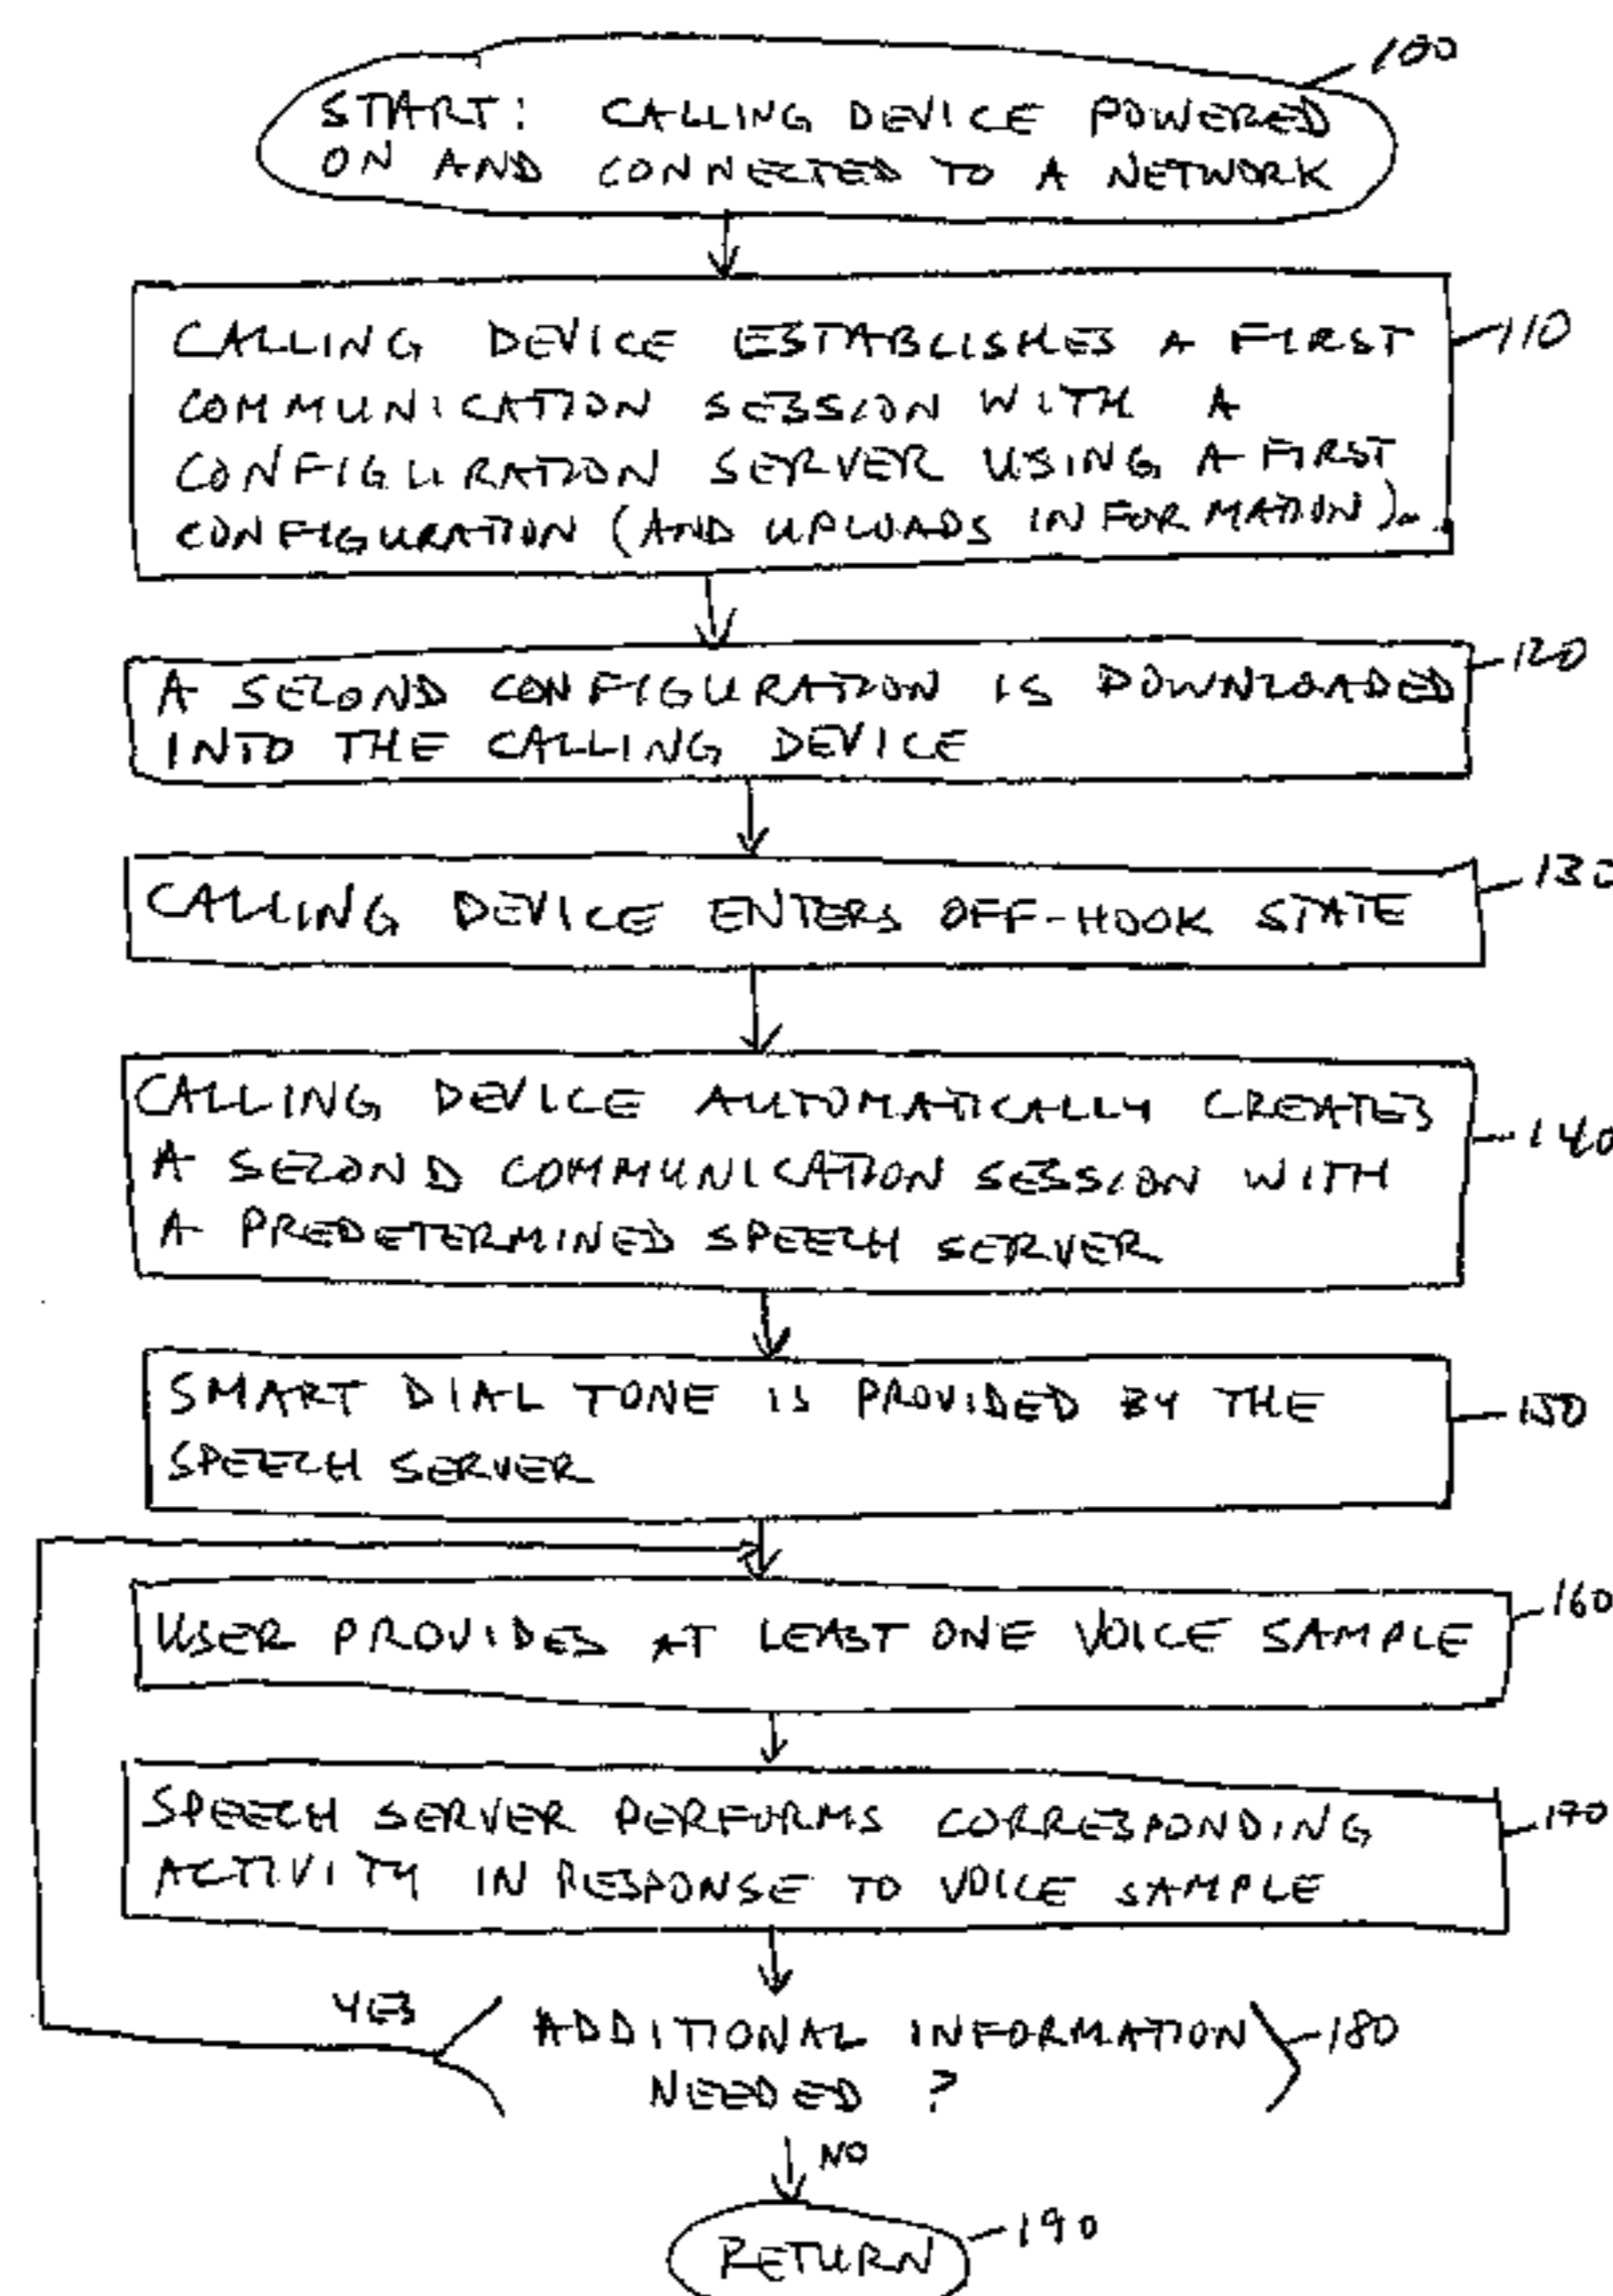 100
START: CALLING DEVICE POWERED
ON AND CONNECTED TO A NETWORK
CALLING DEVICE ESTABLISHES A FIRST
110
COMMUNICATION SESSION WITH A
CONFIGURATION SERVER USING A FIRST
CONFIGURATION (AND UPLOADS INFORMATION)...
120
A SECOND CONFIGURATION IS DOWNLOADED
INTO THE CALLING DEVICE
130
CALLING DEVICE ENTERS OFF-HOOK STATE
CALLING DEVICE AUTOMATICALLY CREATES
140
A SECOND COMMUNICATION SESSION WITH
A PREDETERMINED SPEECH SERVER
SMART DIAL TONE IS PROVIDED BY THE
150
SPEECH SERVER
160
USER PROVIDES AT LEAST ONE VOICE SAMPLE
SPEECH SERVER PERFORMS CORRESPONDING
170
ACTIVITY IN RESPONSE TO VOICE SAMPLE
YES
ADDITIONAL INFORMATION
180
NEEDED ?
NO
190
RETURN